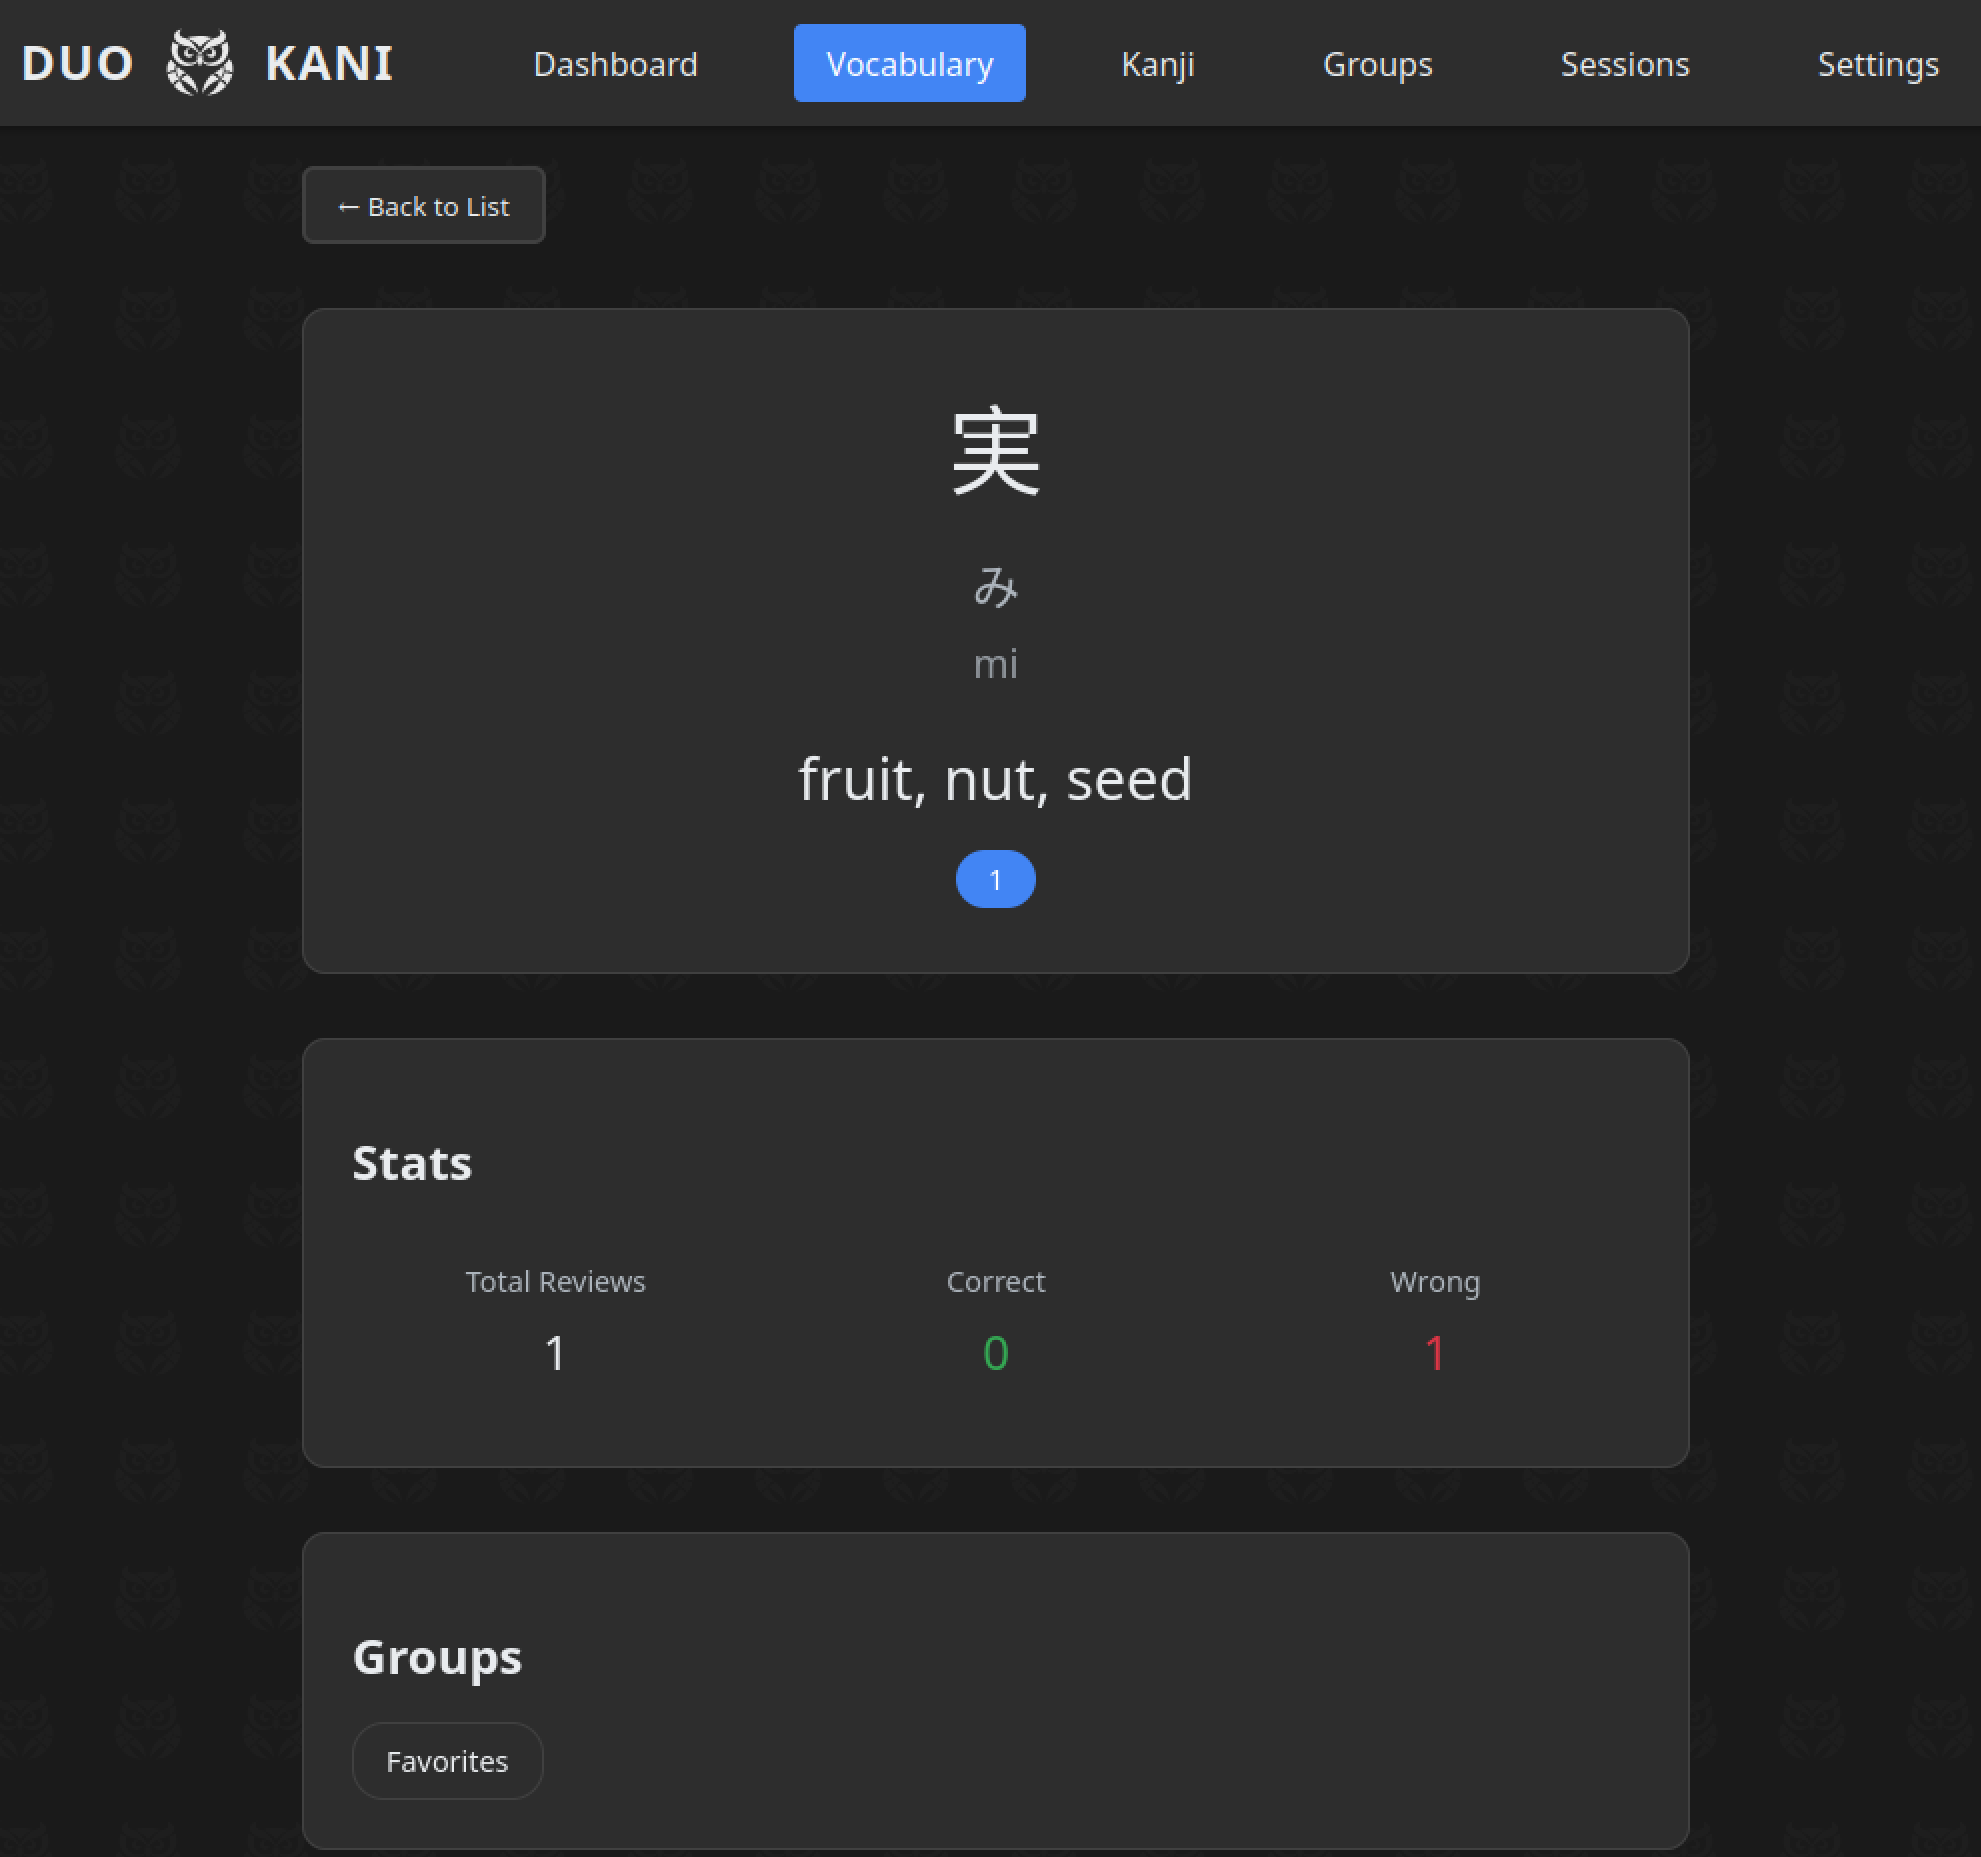 DUO KANI Dashboard Vocabulary Kanji Groups Sessions Settings
← Back to List
実
み
mi
fruit, nut, seed
1
Stats
Total Reviews Correct Wrong
1 0 1
Groups
Favorites